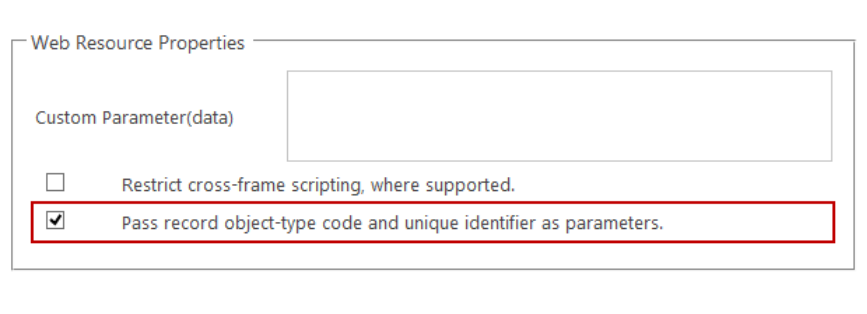 Web Resource Properties
Custom Parameter(data)
Restrict cross-frame scripting, where supported.
Pass record object-type code and unique identifier as parameters.